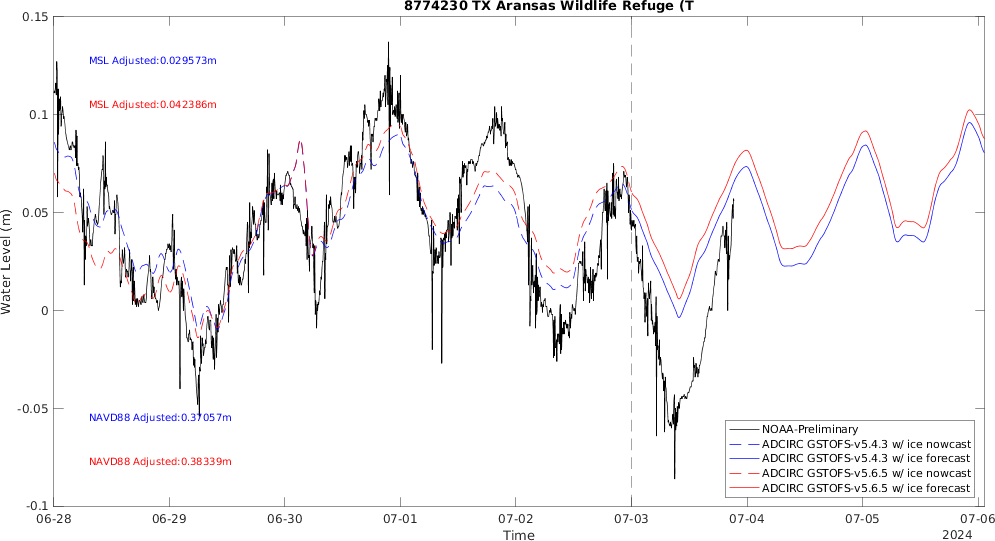 8774230 TX Aransas Wildlife Refuge (T
0.15
0.1
0.05
0
-0.05
-0.1
Water Level (m)
MSL Adjusted:0.029573m
MSL Adjusted:0.042386m
NAVD88 Adjusted:0.37057m
NAVD88 Adjusted:0.38339m
NOAA-Preliminary
ADCIRC GSTOFS-v5.4.3 w/ ice nowcast
ADCIRC GSTOFS-v5.4.3 w/ ice forecast
ADCIRC GSTOFS-v5.6.5 w/ ice nowcast
ADCIRC GSTOFS-v5.6.5 w/ ice forecast
06-28 06-29 06-30 07-01 07-02 07-03 07-04 07-05 07-06
Time
2024